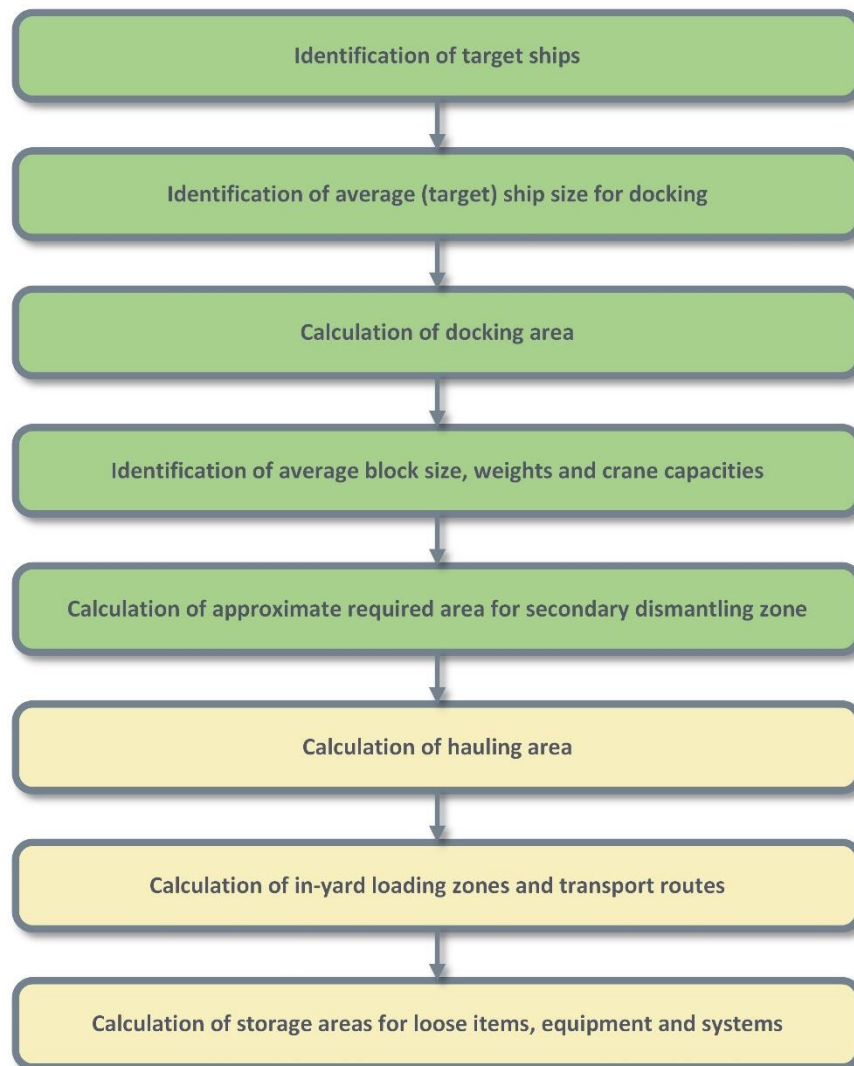 Identification of target ships
Identification of average (target) ship size for docking
Calculation of docking area
Identification of average block size, weights and crane capacities
Calculation of approximate required area for secondary dismantling zone
Calculation of hauling area
Calculation of in-yard loading zones and transport routes
Calculation of storage areas for loose items, equipment and systems